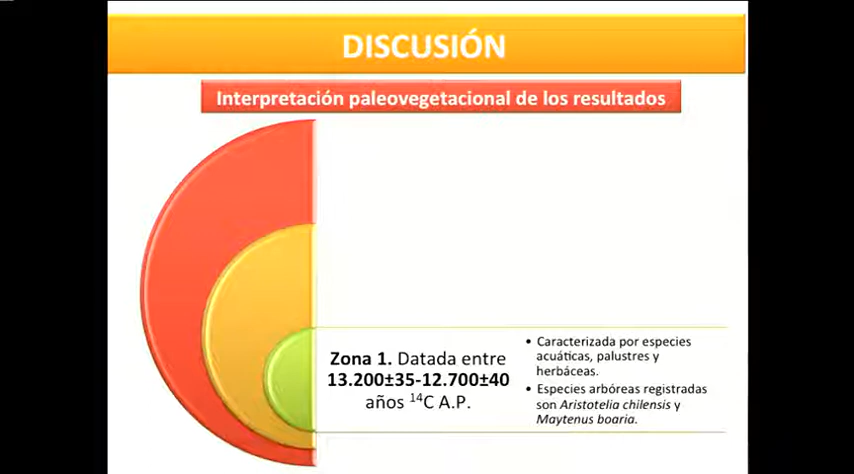 DISCUSIÓN
Interpretación paleovegetacional de los resultados
Zona 1. Datada entre
13.200±35-12.700±40
años ¹⁴C A.P.
• Caracterizada por especies
acuáticas, palustres y
herbáceas.
• Especies arbóreas registradas
son Aristotelia chilensis y
Maytenus boaria.